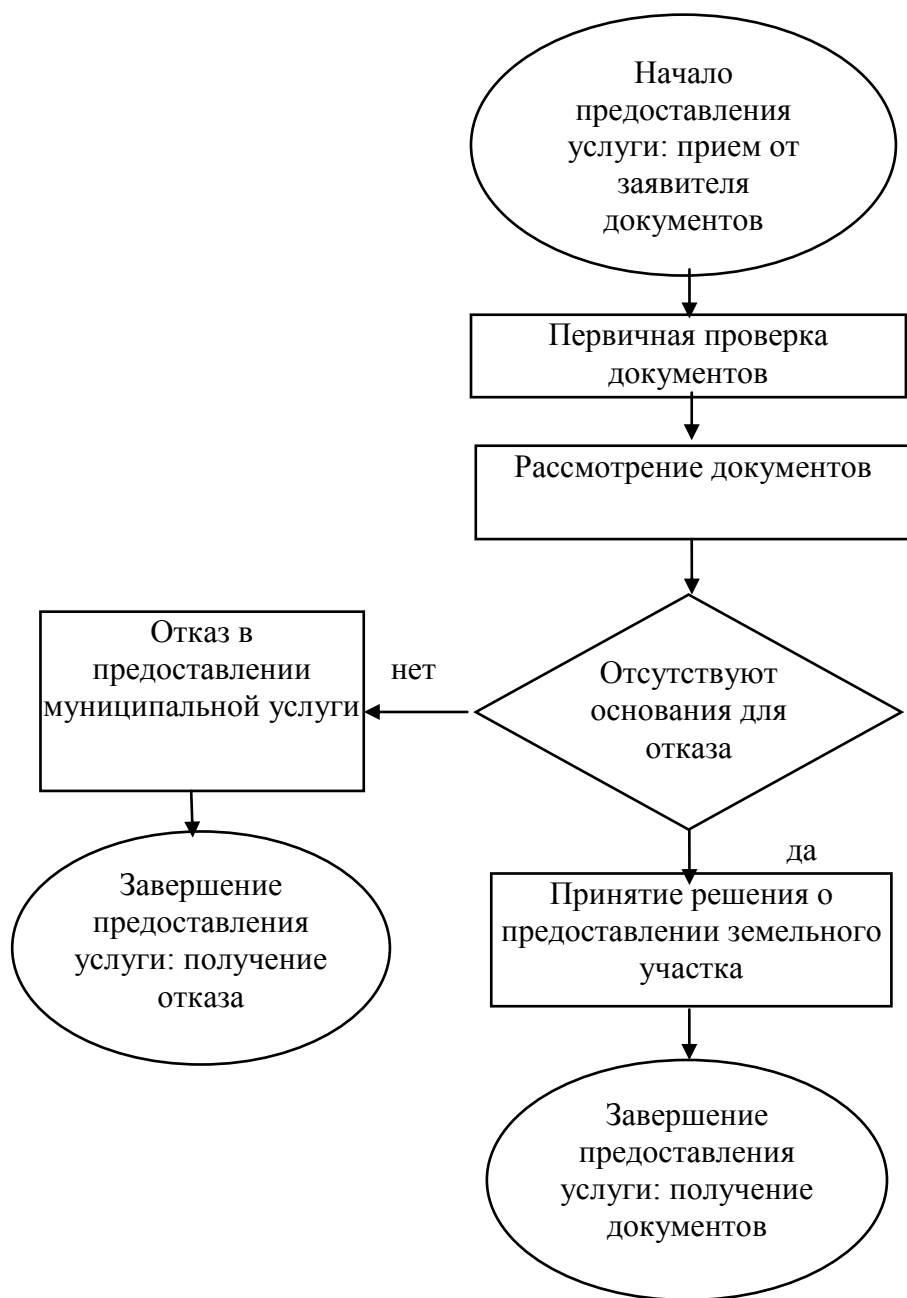 Начало
предоставления
услуги: прием от
заявителя
документов
Первичная проверка
документов
Рассмотрение документов
Отсутствуют
основания для
отказа
нет
Отказ в
предоставлении
муниципальной услуги
Завершение
предоставления
услуги: получение
отказа
да
Принятие решения о
предоставлении земельного
участка
Завершение
предоставления
услуги: получение
документов